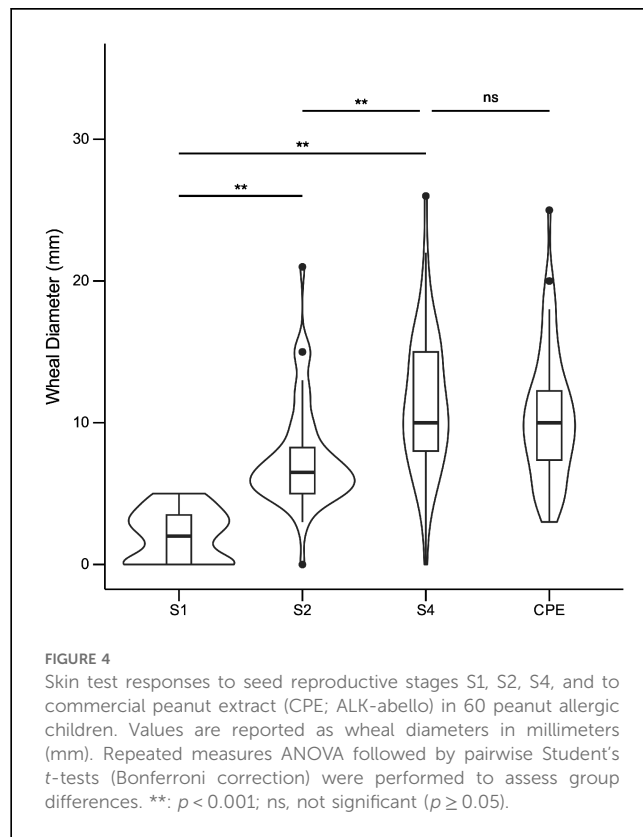 ns
**
**
**
30
20
10
0
Wheal Diameter (mm)
S1 S2 S4 CPE
FIGURE 4
Skin test responses to seed reproductive stages S1, S2, S4, and to
commercial peanut extract (CPE; ALK-abello) in 60 peanut allergic
children. Values are reported as wheal diameters in millimeters
(mm). Repeated measures ANOVA followed by pairwise Student's
t-tests (Bonferroni correction) were performed to assess group
differences. **: p < 0.001; ns, not significant (p ≥ 0.05).